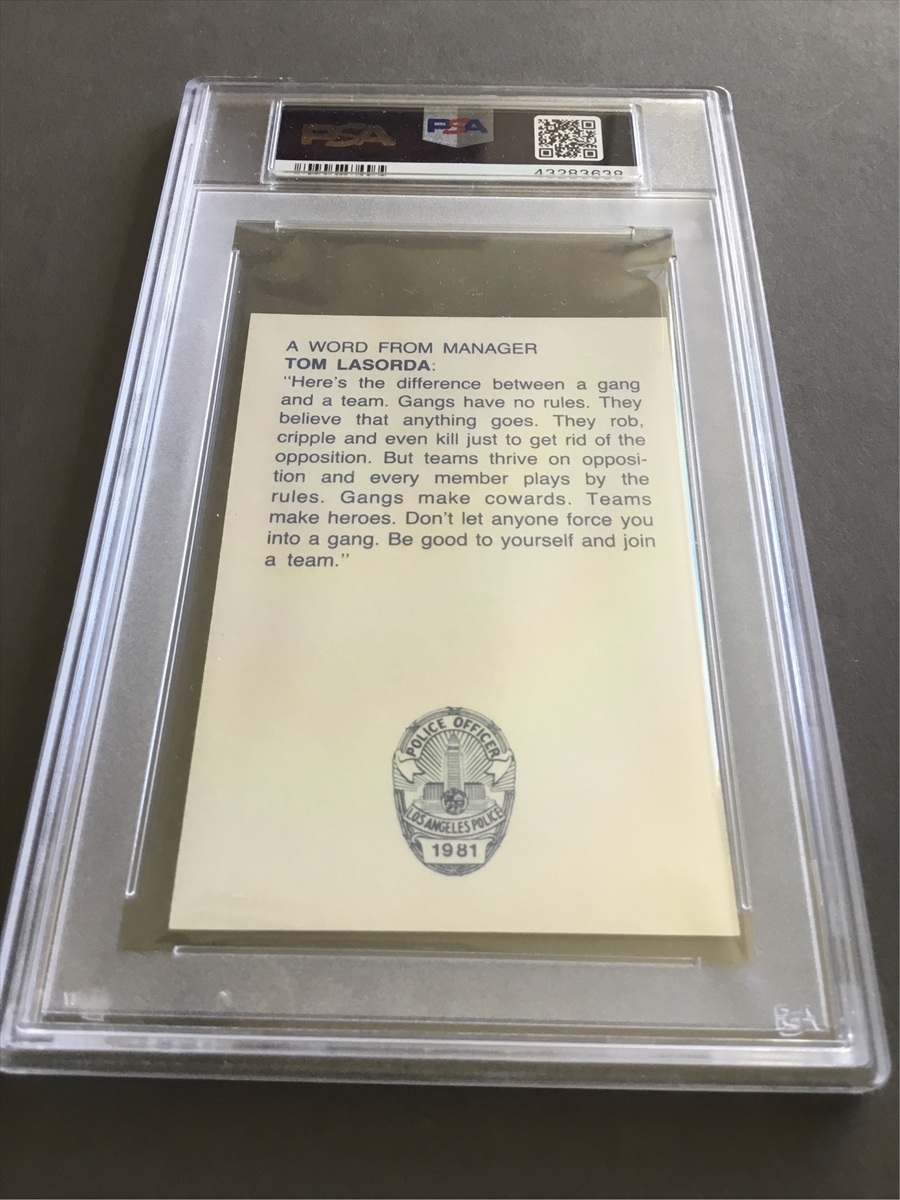 PSA
PSA
43283638
A WORD FROM MANAGER
TOM LASORDA:
“Here's the difference between a gang
and a team. Gangs have no rules. They
believe that anything goes. They rob,
cripple and even kill just to get rid of the
opposition. But teams thrive on opposi-
tion and every member plays by the
rules. Gangs make cowards. Teams
make heroes. Don't let anyone force you
into a gang. Be good to yourself and join
a team.”
POLICE OFFICER
LOS ANGELES POLICE
1981
PSA